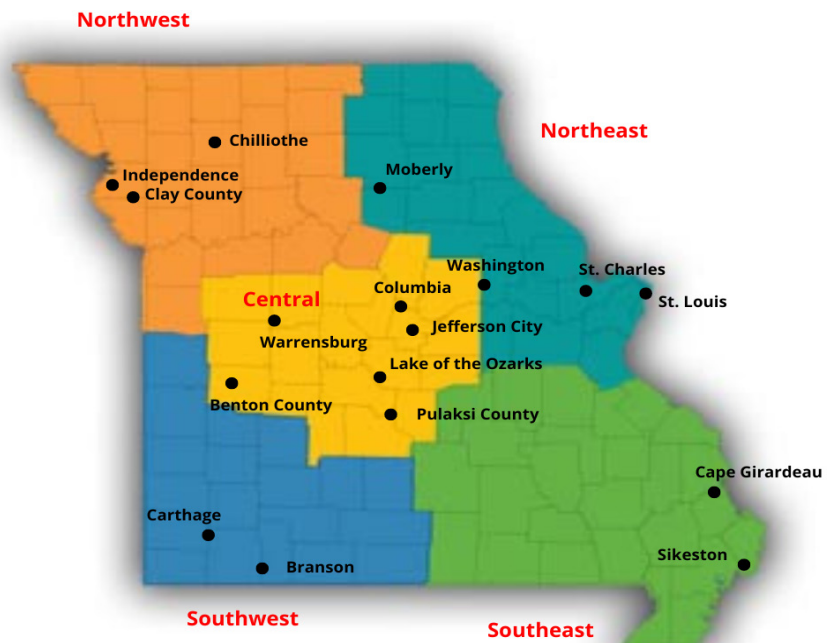 Northwest
Northeast
Chilliothe
Moberly
Independence
Clay County
Washington
St. Charles
Central
Columbia
St. Louis
Jefferson City
Warrensburg
Lake of the Ozarks
Benton County
Pulaksi County
Cape Girardeau
Carthage
Sikeston
Branson
Southwest
Southeast